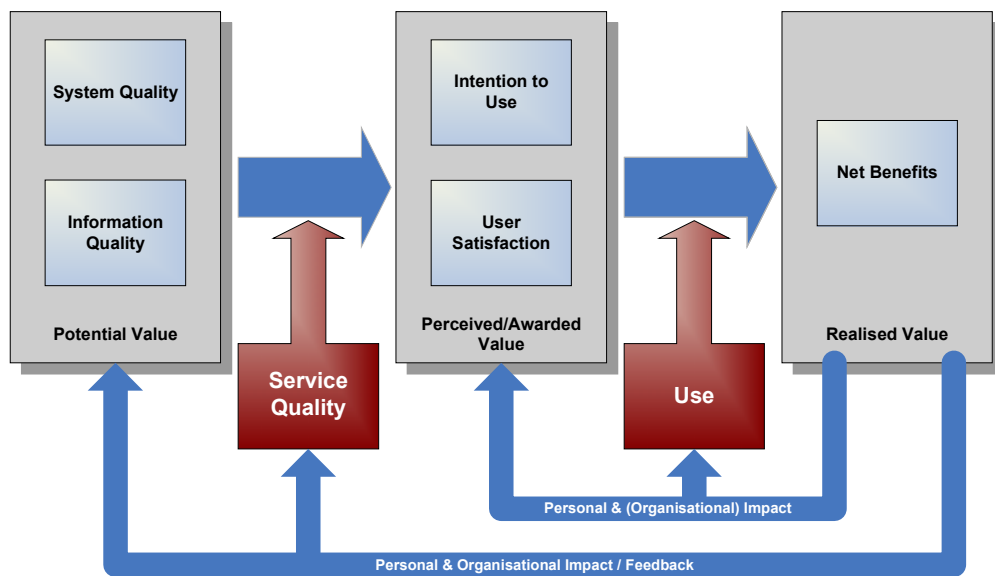 System Quality
Information
Quality
Potential Value
Service
Quality
Intention to
Use
User
Satisfaction
Perceived/Awarded
Value
Use
Net Benefits
Realised Value
Personal & (Organisational) Impact
Personal & Organisational Impact / Feedback